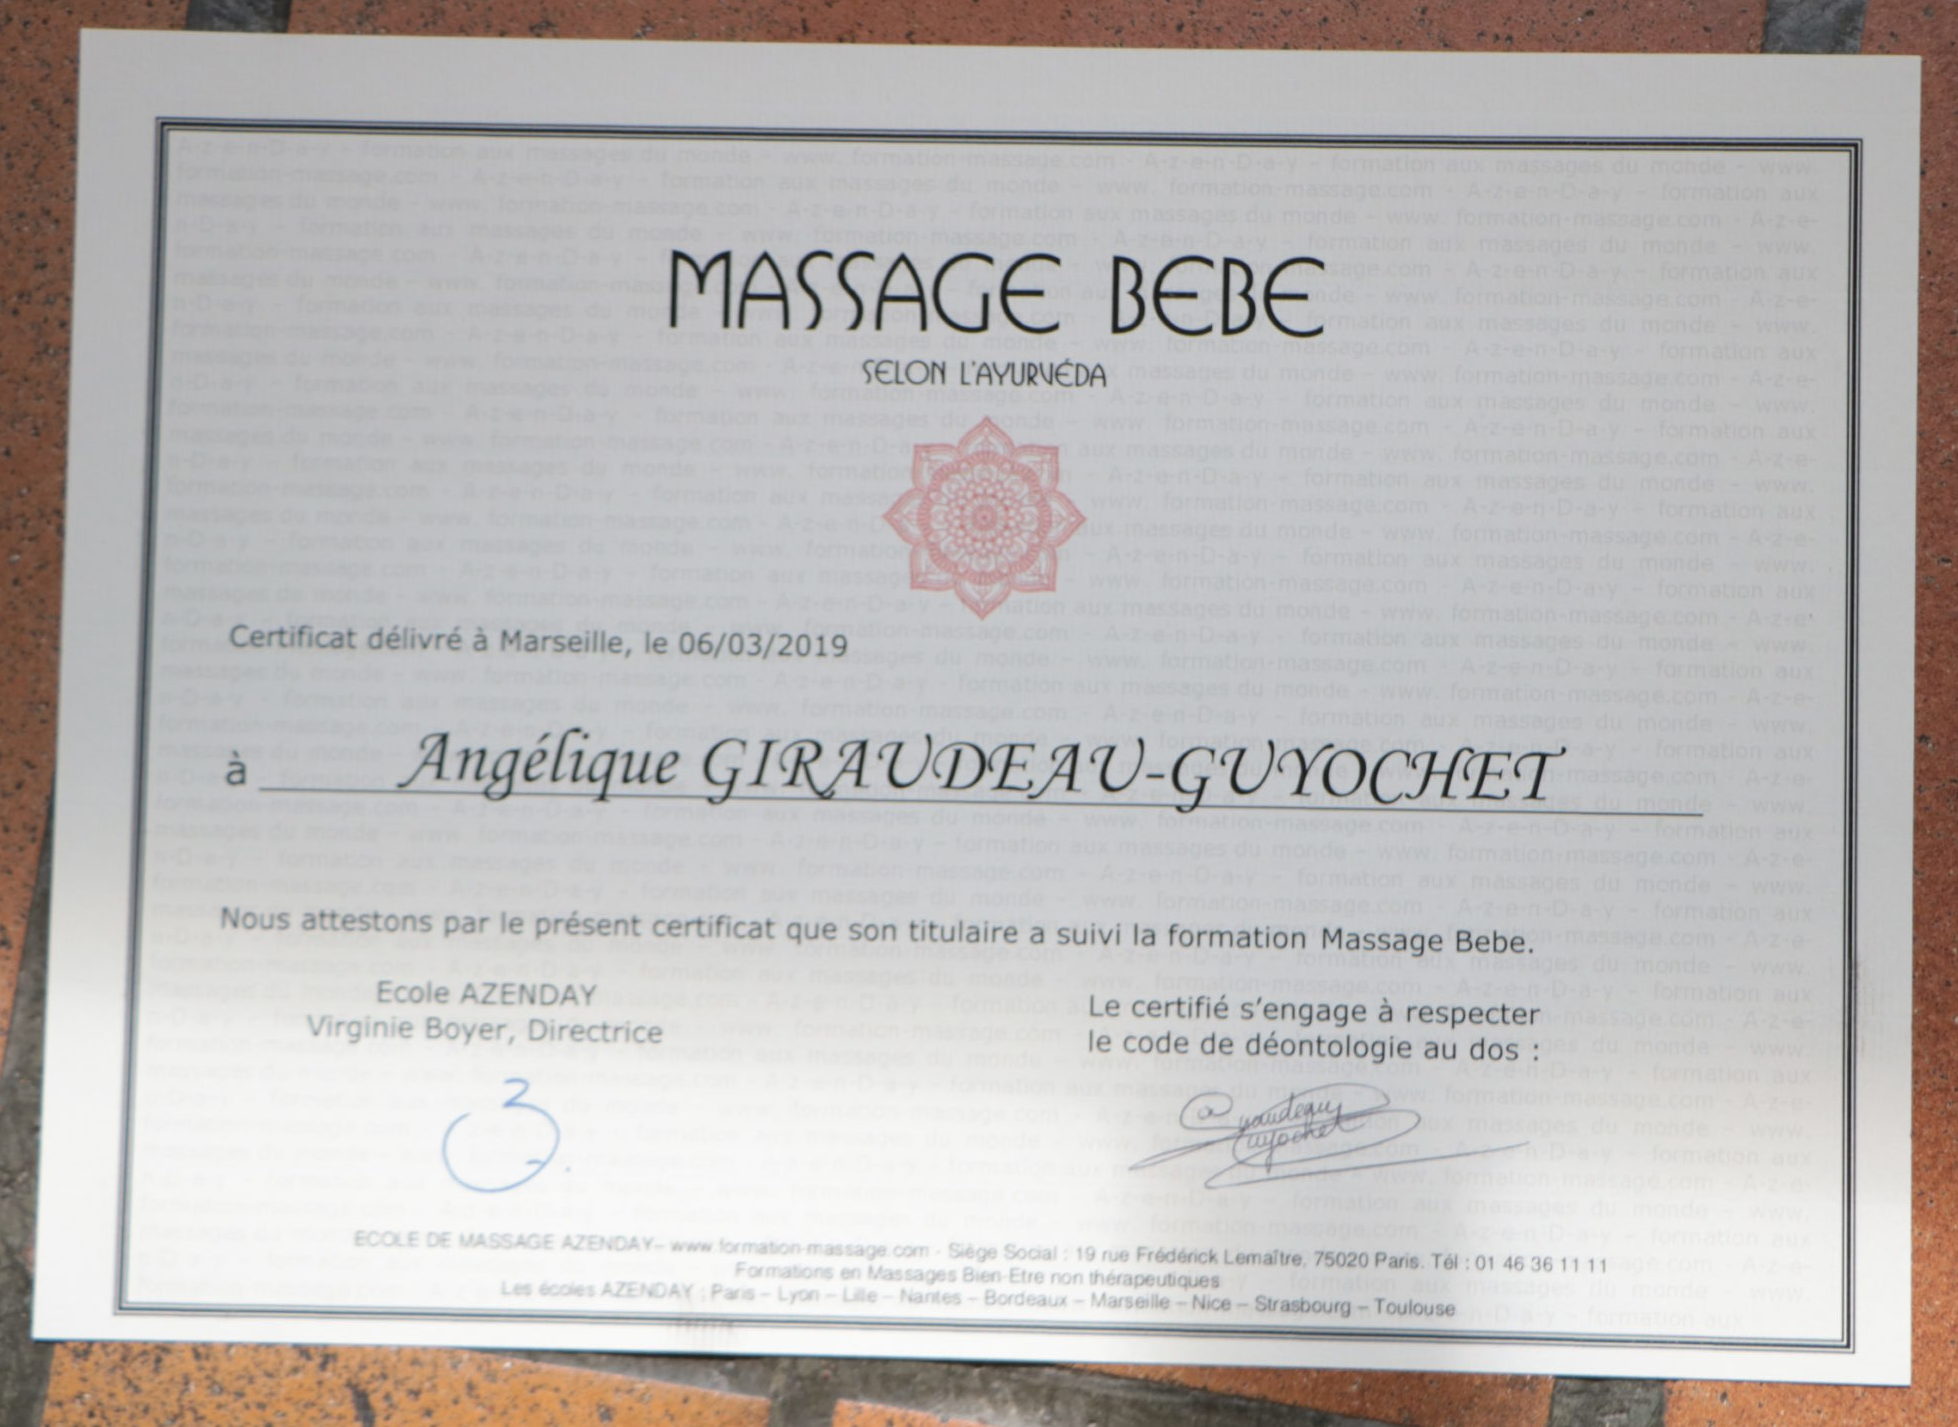 MASSAGE BEBE
SELON L'AYURVÉDA
Certificat délivré à Marseille, le 06/03/2019
à Angélique GIRAUDEAU-GUYOCHET
Nous attestons par le présent certificat que son titulaire a suivi la formation Massage Bebe.
Ecole AZENDAY
Virginie Boyer, Directrice
Le certifié s'engage à respecter
le code de déontologie au dos :
ECOLE DE MASSAGE AZENDAY– www.formation-massage.com - Siège Social : 19 rue Frédérick Lemaître, 75020 Paris. Tél : 01 46 36 11 11
Formations en Massages Bien-Etre non thérapeutiques
Les écoles AZENDAY : Paris – Lyon – Lille – Nantes – Bordeaux – Marseille – Nice – Strasbourg – Toulouse